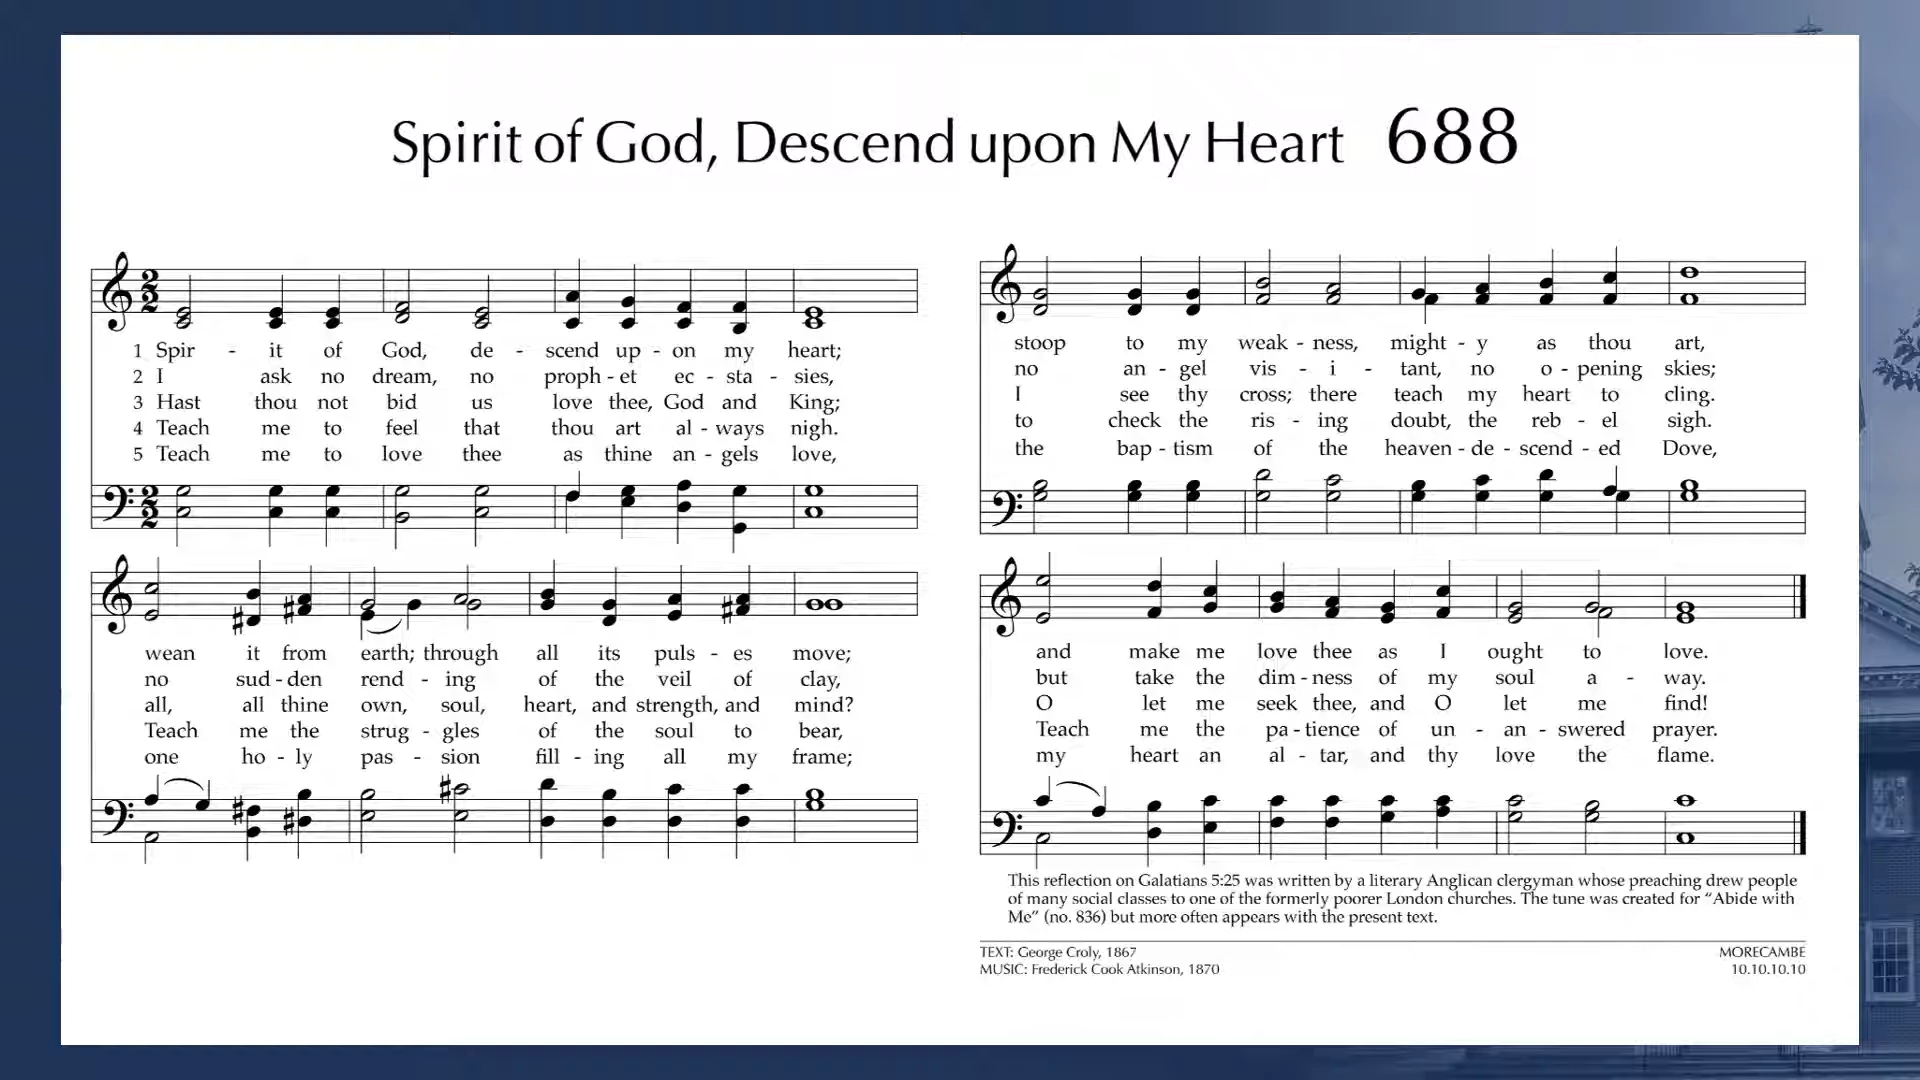 Spirit of God, Descend upon My Heart 688
1 Spir - it of God, de - scend up - on my heart;
2 I ask no dream, no proph - et ec - sta - sies,
3 Hast thou not bid us love thee, God and King;
4 Teach me to feel that thou art al - ways nigh.
5 Teach me to love thee as thine an - gels love,
wean it from earth; through all its puls - es move;
no sud - den rend - ing of the veil of clay,
all, all thine own, soul, heart, and strength, and mind?
Teach me the strug - gles of the soul to bear,
one ho - ly pas - sion fill - ing all my frame;
stoop to my weak - ness, might - y as thou art,
no an - gel vis - i - tant, no o - pening skies;
I see thy cross; there teach my heart to cling.
to check the ris - ing doubt, the reb - el sigh.
the bap - tism of the heaven - de - scend - ed Dove,
and make me love thee as I ought to love.
but take the dim - ness of my soul a - way.
O let me seek thee, and O let me find!
Teach me the pa - tience of un - an - swered prayer.
my heart an al - tar, and thy love the flame.
This reflection on Galatians 5:25 was written by a literary Anglican clergyman whose preaching drew people
of many social classes to one of the formerly poorer London churches. The tune was created for “Abide with
Me” (no. 836) but more often appears with the present text.
TEXT: George Croly, 1867
MUSIC: Frederick Cook Atkinson, 1870
MORECAMBE
10.10.10.10